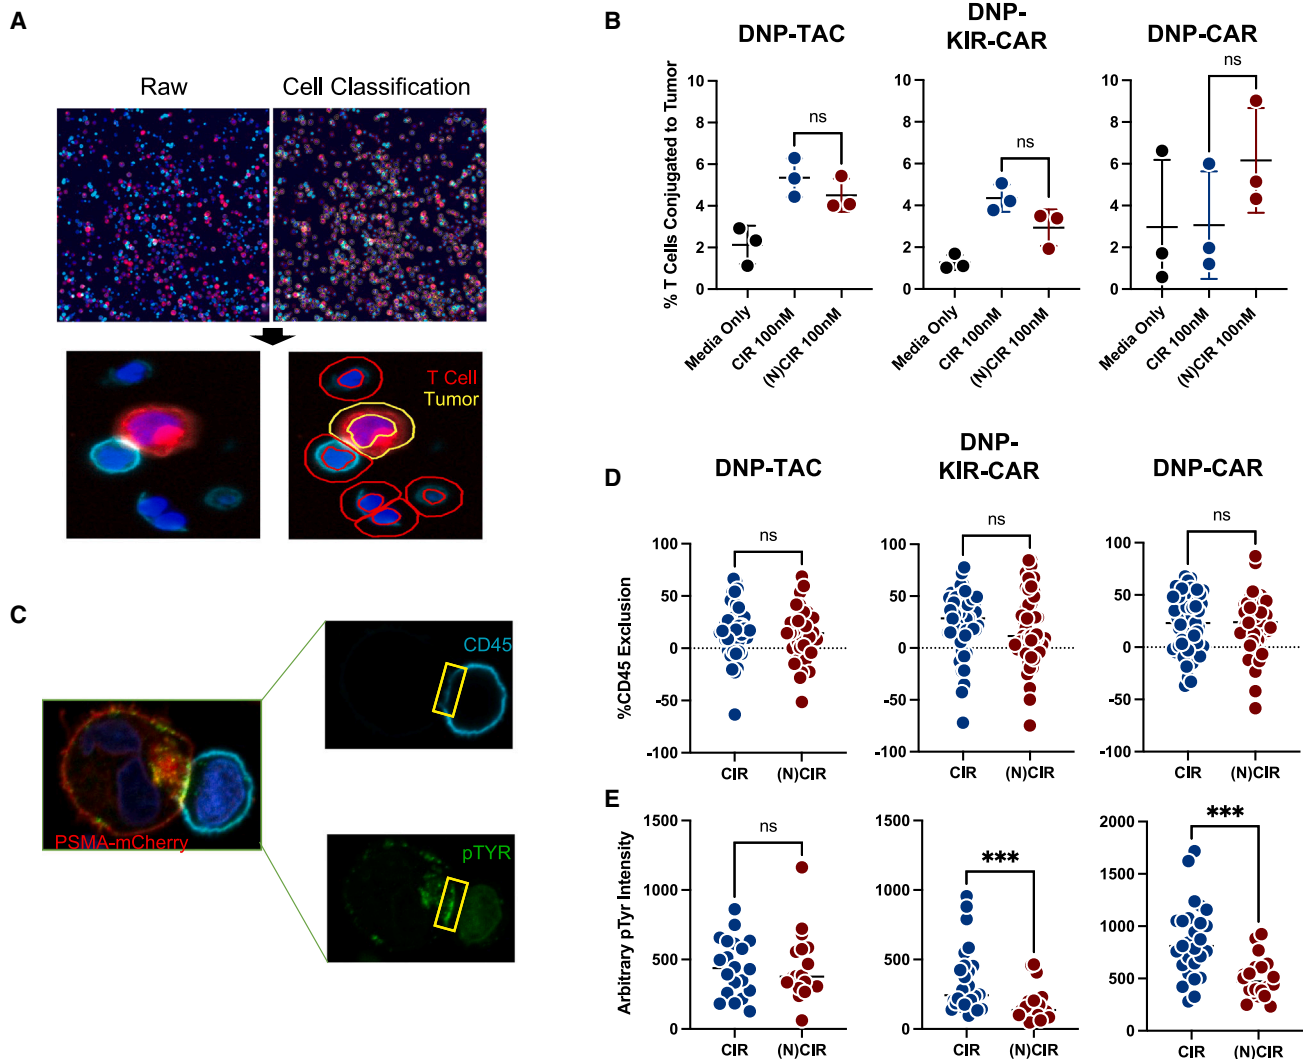 A
Raw
Cell Classification
T Cell
Tumor
B
DNP-TAC
DNP-
KIR-CAR
DNP-CAR
% T Cells Conjugated to Tumor
10
8
6
4
2
0
ns
Media Only
CIR 100nM
(N)CIR 100nM
10
8
6
4
2
0
ns
Media Only
CIR 100nM
(N)CIR 100nM
10
8
6
4
2
0
ns
Media Only
CIR 100nM
(N)CIR 100nM
C
PSMA-mCherry
CD45
pTYR
D
DNP-TAC
DNP-
KIR-CAR
DNP-CAR
%CD45 Exclusion
100
50
0
-50
-100
ns
CIR
(N)CIR
100
50
0
-50
-100
ns
CIR
(N)CIR
100
50
0
-50
-100
ns
CIR
(N)CIR
E
Arbitrary pTyr Intensity
1500
1000
500
0
ns
CIR
(N)CIR
1500
1000
500
0
***
CIR
(N)CIR
2000
1500
1000
500
0
***
CIR
(N)CIR